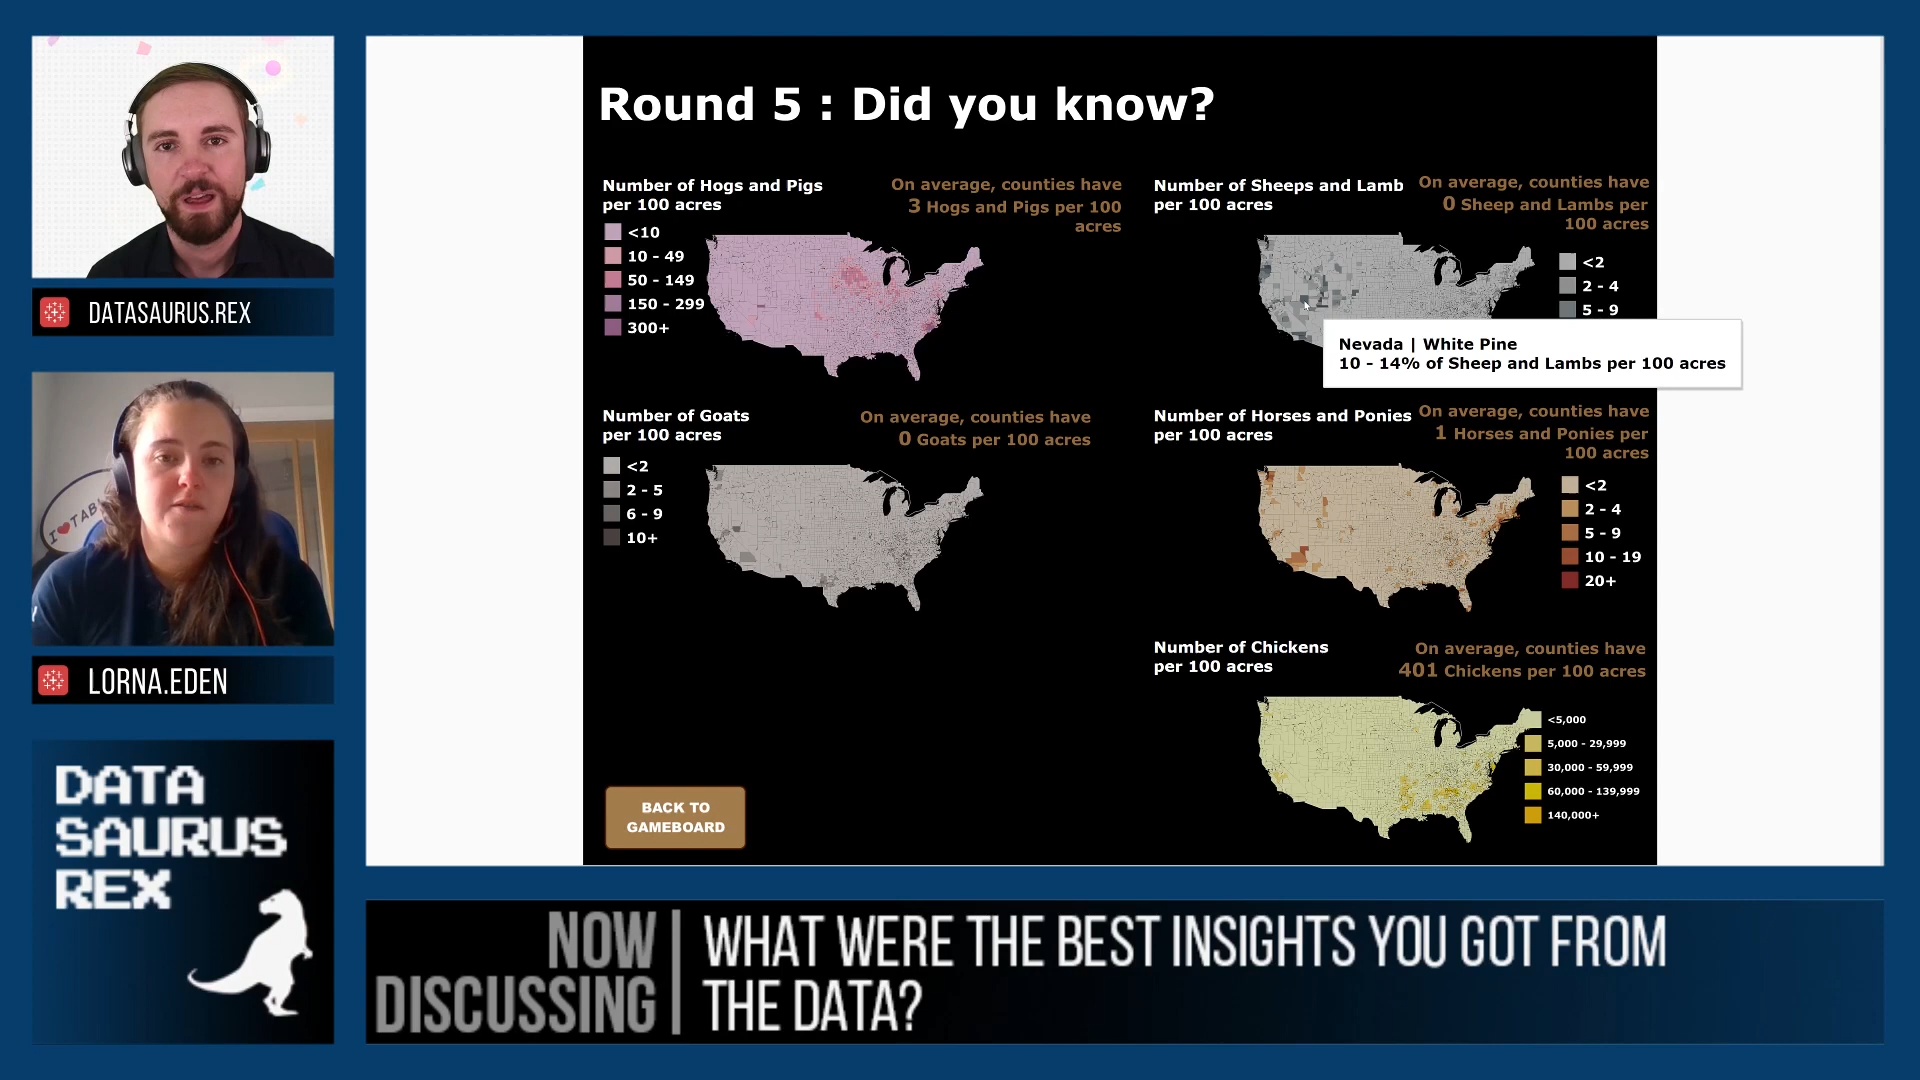 DATASAURUS.REX
I ❤ TAB
LORNA.EDEN
DATA
SAURUS
REX
Round 5 : Did you know?
Number of Hogs and Pigs
per 100 acres
On average, counties have
3 Hogs and Pigs per 100
acres
<10
10 - 49
50 - 149
150 - 299
300+
Number of Sheeps and Lamb
per 100 acres
On average, counties have
0 Sheep and Lambs per
100 acres
<2
2 - 4
5 - 9
Nevada | White Pine
10 - 14% of Sheep and Lambs per 100 acres
Number of Goats
per 100 acres
On average, counties have
0 Goats per 100 acres
<2
2 - 5
6 - 9
10+
Number of Horses and Ponies
per 100 acres
On average, counties have
1 Horses and Ponies per
100 acres
<2
2 - 4
5 - 9
10 - 19
20+
Number of Chickens
per 100 acres
On average, counties have
401 Chickens per 100 acres
<5,000
5,000 - 29,999
30,000 - 59,999
60,000 - 139,999
140,000+
BACK TO
GAMEBOARD
NOW
DISCUSSING
WHAT WERE THE BEST INSIGHTS YOU GOT FROM
THE DATA?